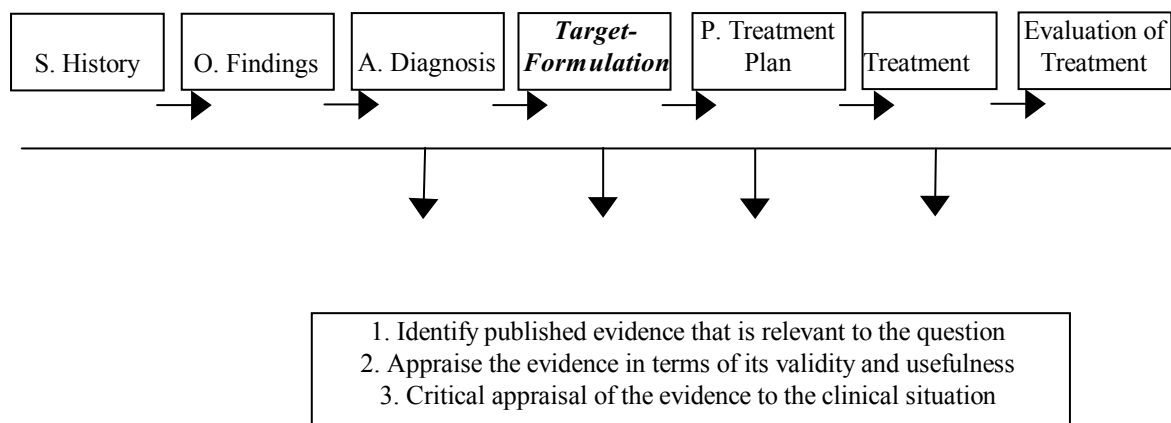 S. History
O. Findings
A. Diagnosis
Target-
Formulation
P. Treatment
Plan
Treatment
Evaluation of
Treatment
1. Identify published evidence that is relevant to the question
2. Appraise the evidence in terms of its validity and usefulness
3. Critical appraisal of the evidence to the clinical situation